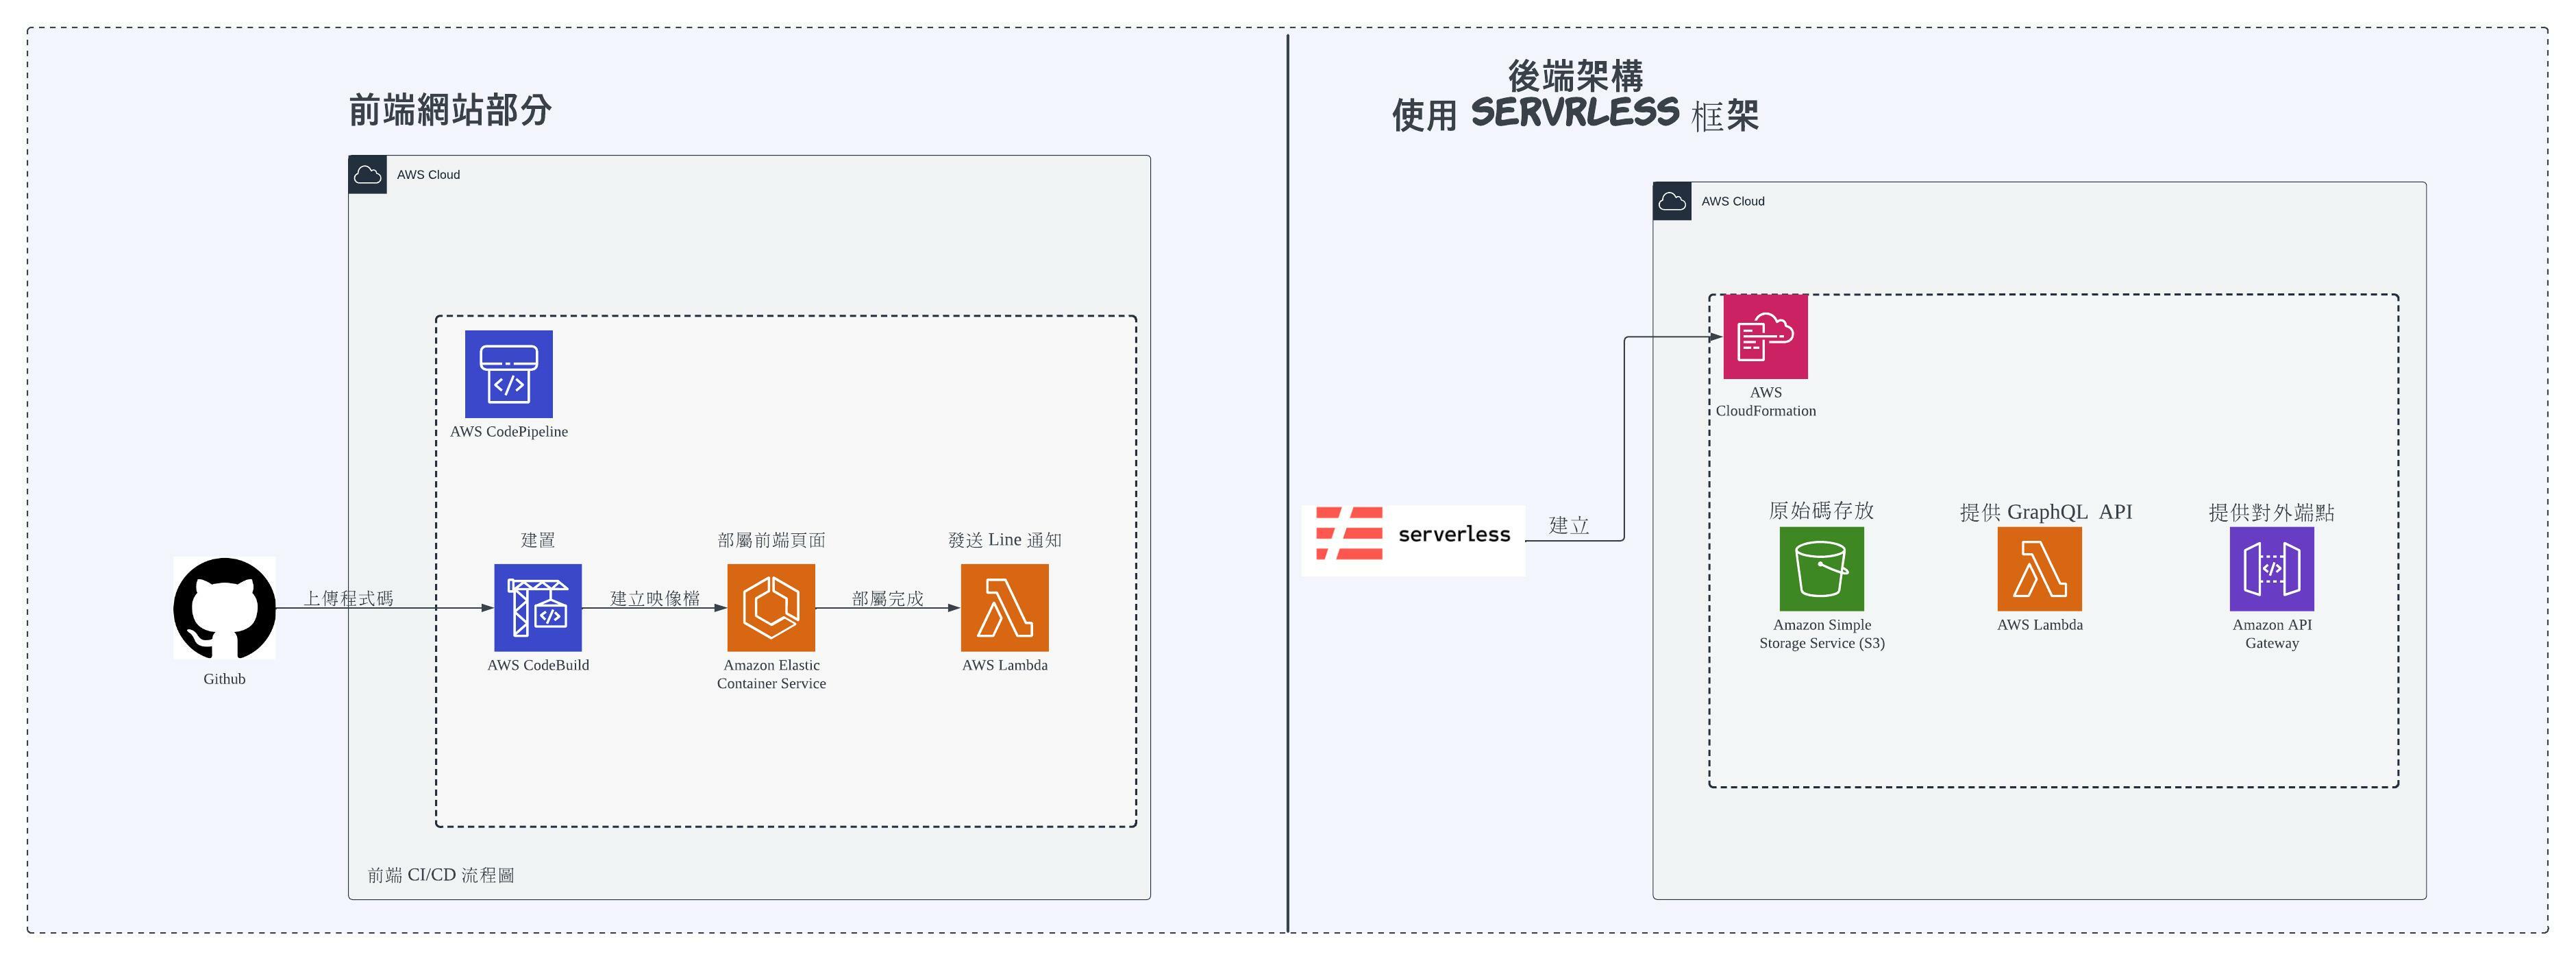 前端網站部分
AWS Cloud
AWS CodePipeline
建置
部屬前端頁面
發送 Line 通知
上傳程式碼
建立映像檔
部屬完成
Github
AWS CodeBuild
Amazon Elastic
Container Service
AWS Lambda
前端 CI/CD 流程圖
後端架構
使用 SERVRLESS 框架
AWS Cloud
AWS
CloudFormation
serverless
建立
原始碼存放
提供 GraphQL API
提供對外端點
Amazon Simple
Storage Service (S3)
AWS Lambda
Amazon API
Gateway